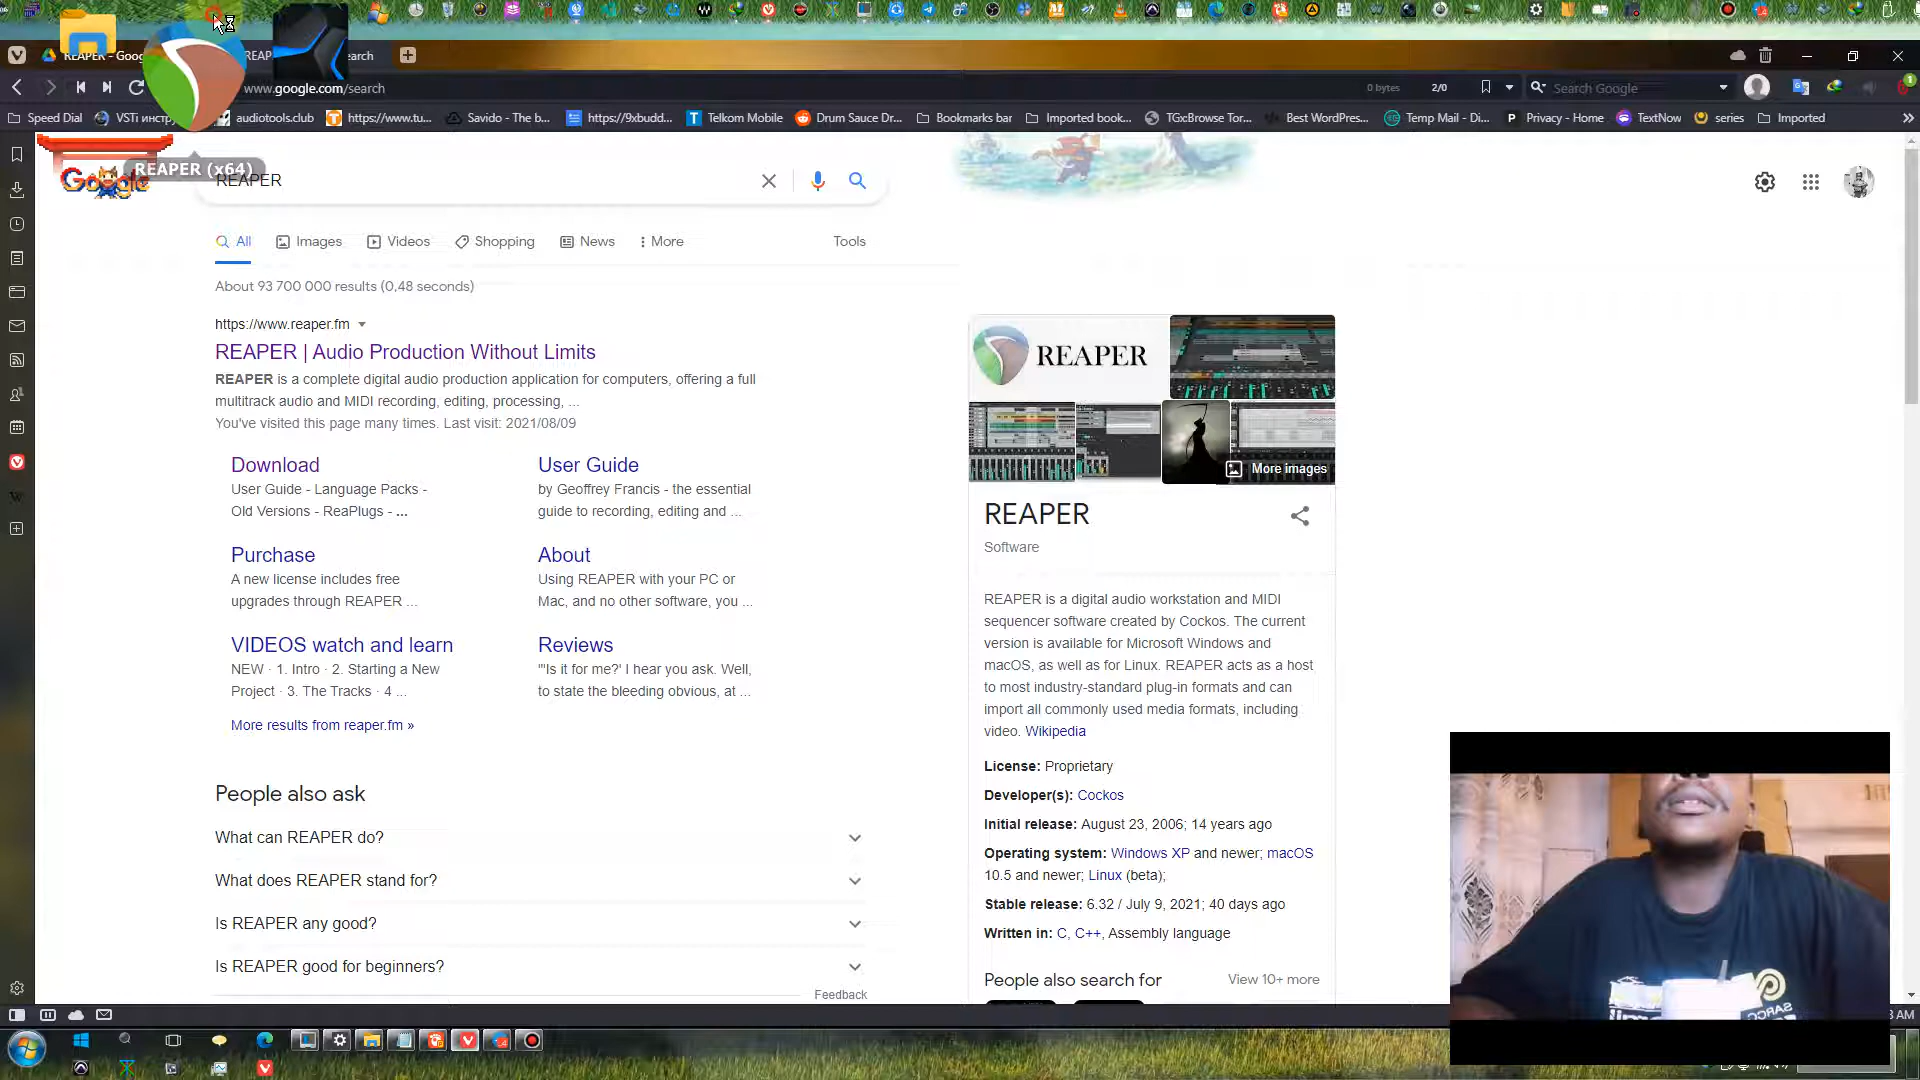 REAPER - Goog
REAP
earch
www.google.com/search
0 bytes
2/0
Search Google
1
Speed Dial
VSTi инстру
audiotools.club
https://www.tu...
Savido - The b...
https://9xbudd...
Telkom Mobile
Drum Sauce Dr...
Bookmarks bar
Imported book...
TGxBrowse Tor...
Best WordPres...
Temp Mail - Di...
Privacy - Home
TextNow
series
Imported
REAPER (x64)
Google
REAPER
All
Images
Videos
Shopping
News
More
Tools
About 93 700 000 results (0,48 seconds)
https://www.reaper.fm
REAPER | Audio Production Without Limits
REAPER is a complete digital audio production application for computers, offering a full
multitrack audio and MIDI recording, editing, processing, ...
You've visited this page many times. Last visit: 2021/08/09
Download
User Guide - Language Packs -
Old Versions - ReaPlugs - ...
User Guide
by Geoffrey Francis - the essential
guide to recording, editing and ...
Purchase
A new license includes free
upgrades through REAPER ...
About
Using REAPER with your PC or
Mac, and no other software, you ...
VIDEOS watch and learn
NEW · 1. Intro · 2. Starting a New
Project · 3. The Tracks · 4 ...
Reviews
"'Is it for me?' I hear you ask. Well,
to state the bleeding obvious, at ...
More results from reaper.fm »
People also ask
What can REAPER do?
What does REAPER stand for?
Is REAPER any good?
Is REAPER good for beginners?
Feedback
REAPER
More images
REAPER
Software
REAPER is a digital audio workstation and MIDI
sequencer software created by Cockos. The current
version is available for Microsoft Windows and
macOS, as well as for Linux. REAPER acts as a host
to most industry-standard plug-in formats and can
import all commonly used media formats, including
video. Wikipedia
License: Proprietary
Developer(s): Cockos
Initial release: August 23, 2006; 14 years ago
Operating system: Windows XP and newer; macOS
10.5 and newer; Linux (beta);
Stable release: 6.32 / July 9, 2021; 40 days ago
Written in: C, C++, Assembly language
People also search for
View 10+ more
SARCC
AM